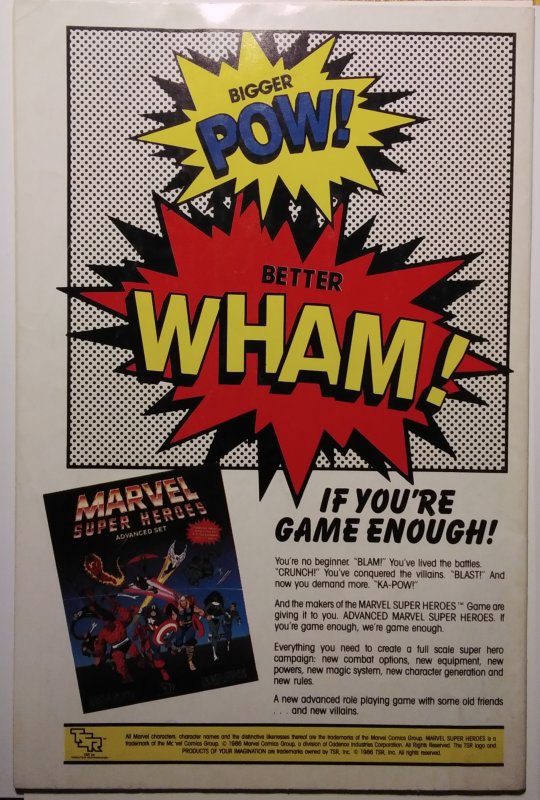 BIGGER
POW!
BETTER
WHAM!
MARVEL
SUPER HEROES
ADVANCED SET
IF YOU'RE
GAME ENOUGH!
You're no beginner. "BLAM!" You've lived the battles.
"CRUNCH!" You've conquered the villains. "BLAST!" And
now you demand more. "KA-POW!"
And the makers of the MARVEL SUPER HEROES™ Game are
giving it to you. ADVANCED MARVEL SUPER HEROES. If
you're game enough, we're game enough.
Everything you need to create a full scale super hero
campaign: new combat options, new equipment, new
powers, new magic system, new character generation and
new rules.
A new advanced role playing game with some old friends
. . . and new villains.
TSR
All Marvel characters, character names and the distinctive likenesses thereof are the trademarks of the Marvel Comics Group. MARVEL SUPER HEROES is a
trademark of the Marvel Comics Group. © 1986 Marvel Comics Group, a division of Cadence Industries Corporation. All Rights Reserved. The TSR logo and
PRODUCTS OF YOUR IMAGINATION are trademarks owned by TSR, Inc. © 1986 TSR, Inc. All rights reserved.